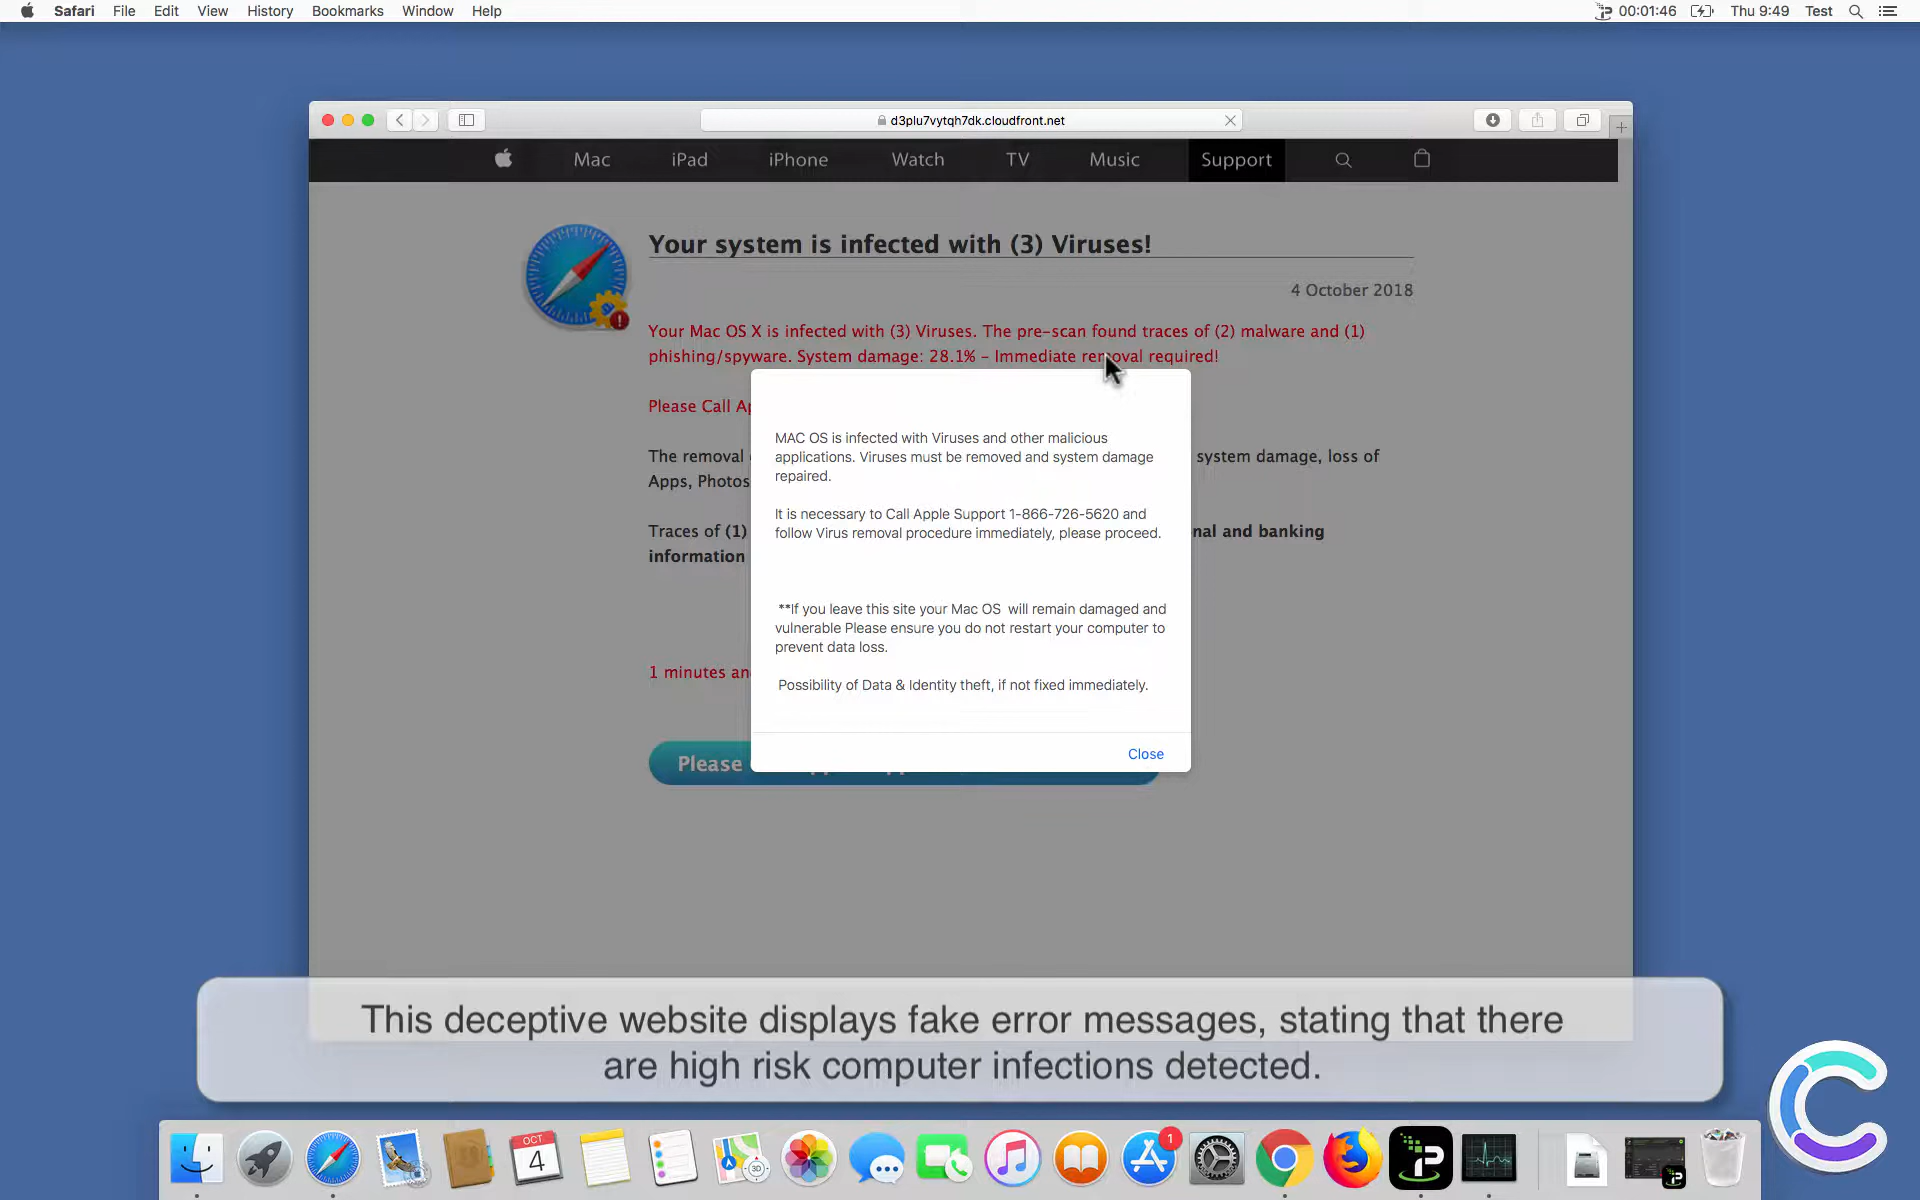 Safari File Edit View History Bookmarks Window Help 00:01:46 Thu 9:49 Test
d3plu7vytqh7dk.cloudfront.net
Mac iPad iPhone Watch TV Music Support
Your system is infected with (3) Viruses!
4 October 2018
Your Mac OS X is infected with (3) Viruses. The pre-scan found traces of (2) malware and (1)
phishing/spyware. System damage: 28.1% - Immediate removal required!
Please Call
MAC OS is infected with Viruses and other malicious
applications. Viruses must be removed and system damage
repaired.
The removal system damage, loss of
Apps, Photos
It is necessary to Call Apple Support 1-866-726-5620 and
follow Virus removal procedure immediately, please proceed.
Traces of (1) and banking
information
**If you leave this site your Mac OS will remain damaged and
vulnerable Please ensure you do not restart your computer to
prevent data loss.
1 minutes
Possibility of Data & Identity theft, if not fixed immediately.
Close
Please
This deceptive website displays fake error messages, stating that there
are high risk computer infections detected.
OCT
4
3D
1